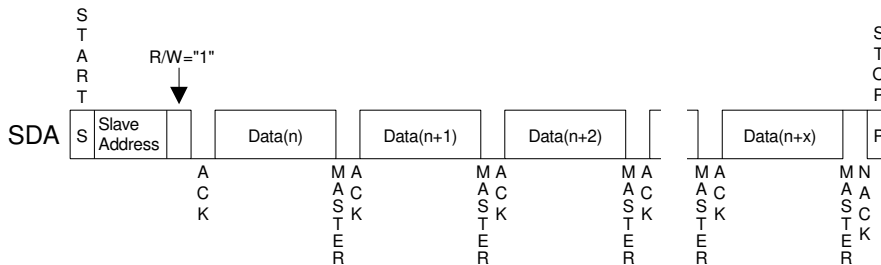 START
R/W="1"
STOP
SDA
S
Slave
Address
Data(n)
Data(n+1)
Data(n+2)
Data(n+x)
P
ACK
MASTER
ACK
MASTER
ACK
MASTER
ACK
MASTER
ACK
MASTER
NACK